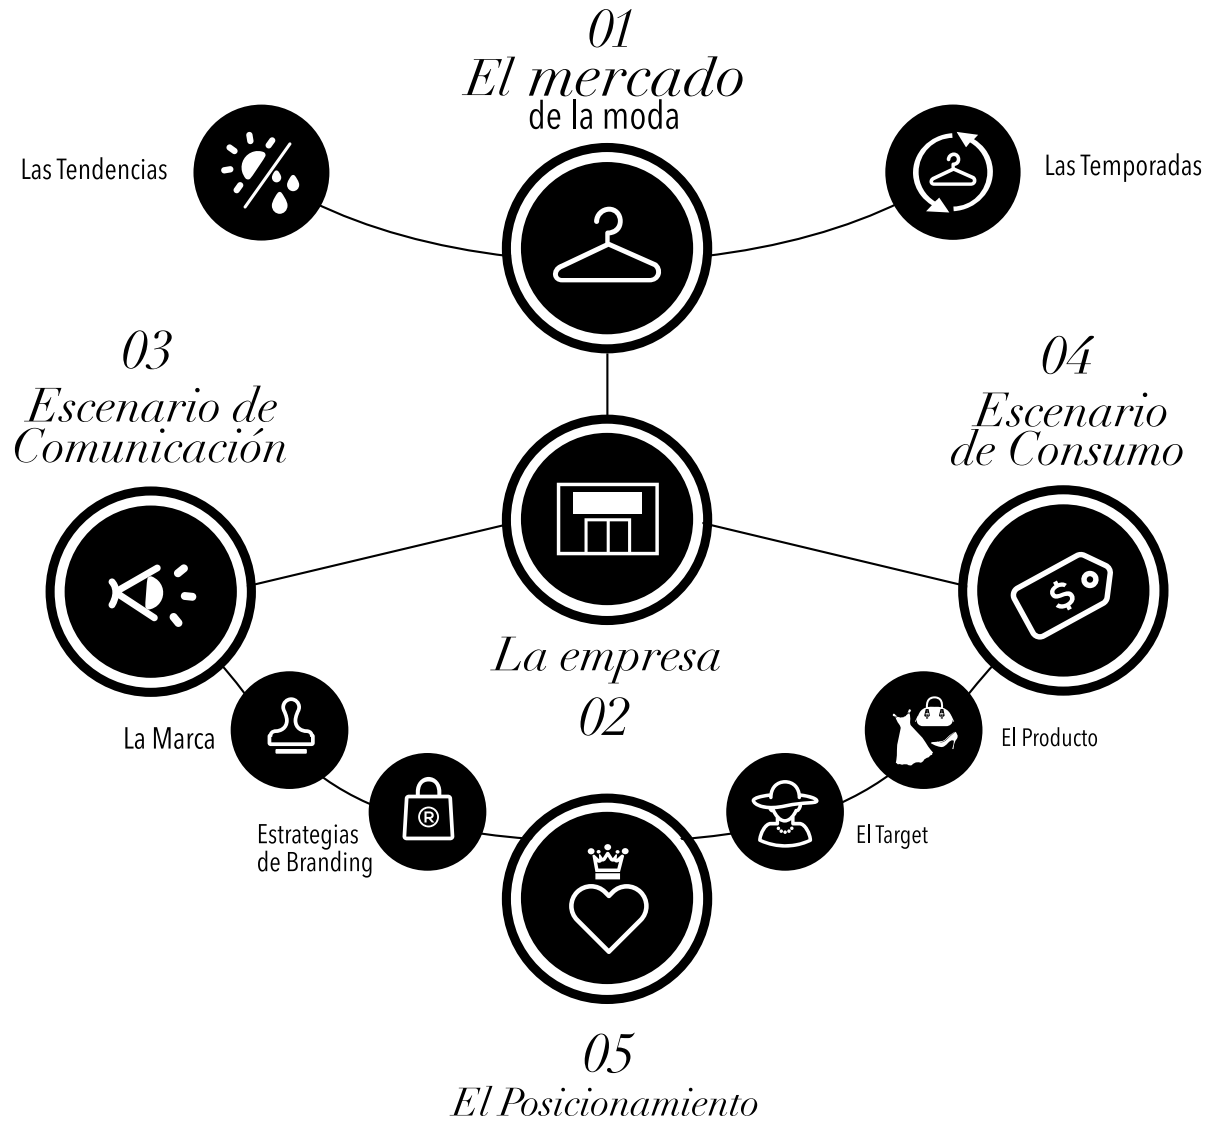 01
El mercado
de la moda
Las Tendencias
Las Temporadas
03
Escenario de
Comunicación
04
Escenario
de Consumo
$
La empresa
02
La Marca
El Producto
®
Estrategias
de Branding
El Target
05
El Posicionamiento